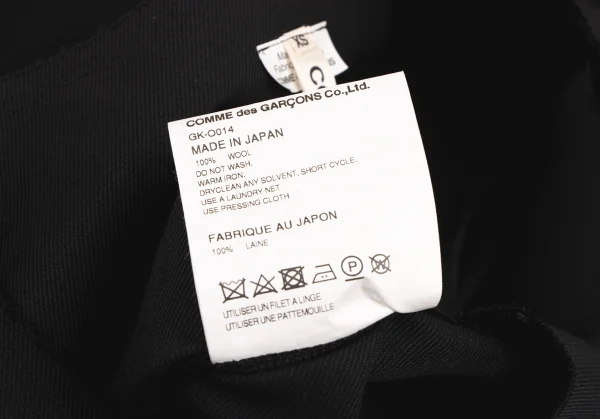 XS
Ma
Fabri
COMME des GARÇONS Co.,Ltd.
GK-O014
MADE IN JAPAN
100% WOOL
DO NOT WASH.
WARM IRON.
DRYCLEAN ANY SOLVENT. SHORT CYCLE.
USE A LAUNDRY NET
USE PRESSING CLOTH
FABRIQUE AU JAPON
100% LAINE
P W
UTILISER UN FILET A LINGE
UTILISER UNE PATTEMOUILLE